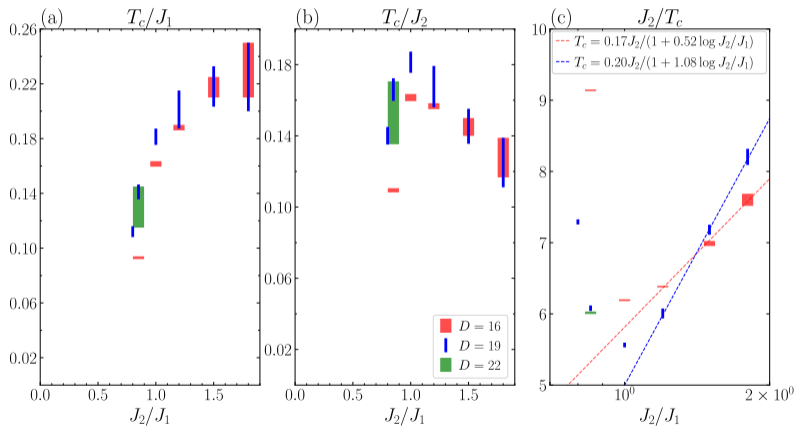 (a) T_c/J_1
0.26
0.22
0.18
0.14
0.10
0.06
0.02
0.0 0.5 1.0 1.5
J_2/J_1
(b) T_c/J_2
0.18
0.14
0.10
0.06
0.02
D = 16
D = 19
D = 22
0.0 0.5 1.0 1.5
J_2/J_1
(c) J_2/T_c
T_c = 0.17J_2/(1 + 0.52 log J_2/J_1)
T_c = 0.20J_2/(1 + 1.08 log J_2/J_1)
10
9
8
7
6
5
10^0 2 × 10^0
J_2/J_1